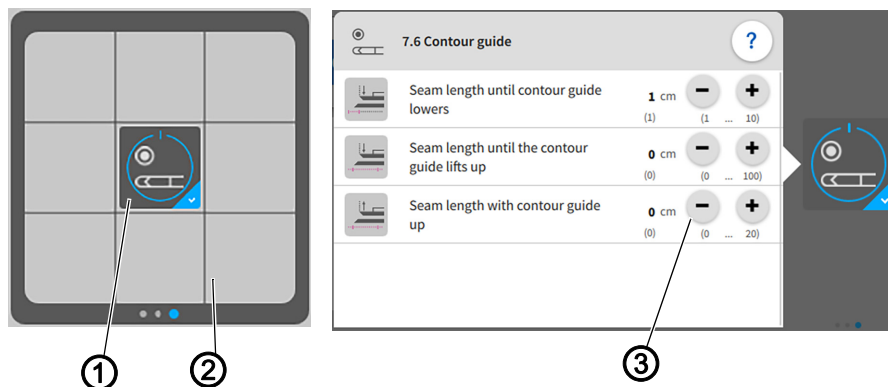 7.6 Contour guide
?
Seam length until contour guide
lowers
1 cm
(1)
(1 ... 10)
Seam length until the contour
guide lifts up
0 cm
(0)
(0 ... 100)
Seam length with contour guide
up
0 cm
(0)
(0 ... 20)
1
2
3